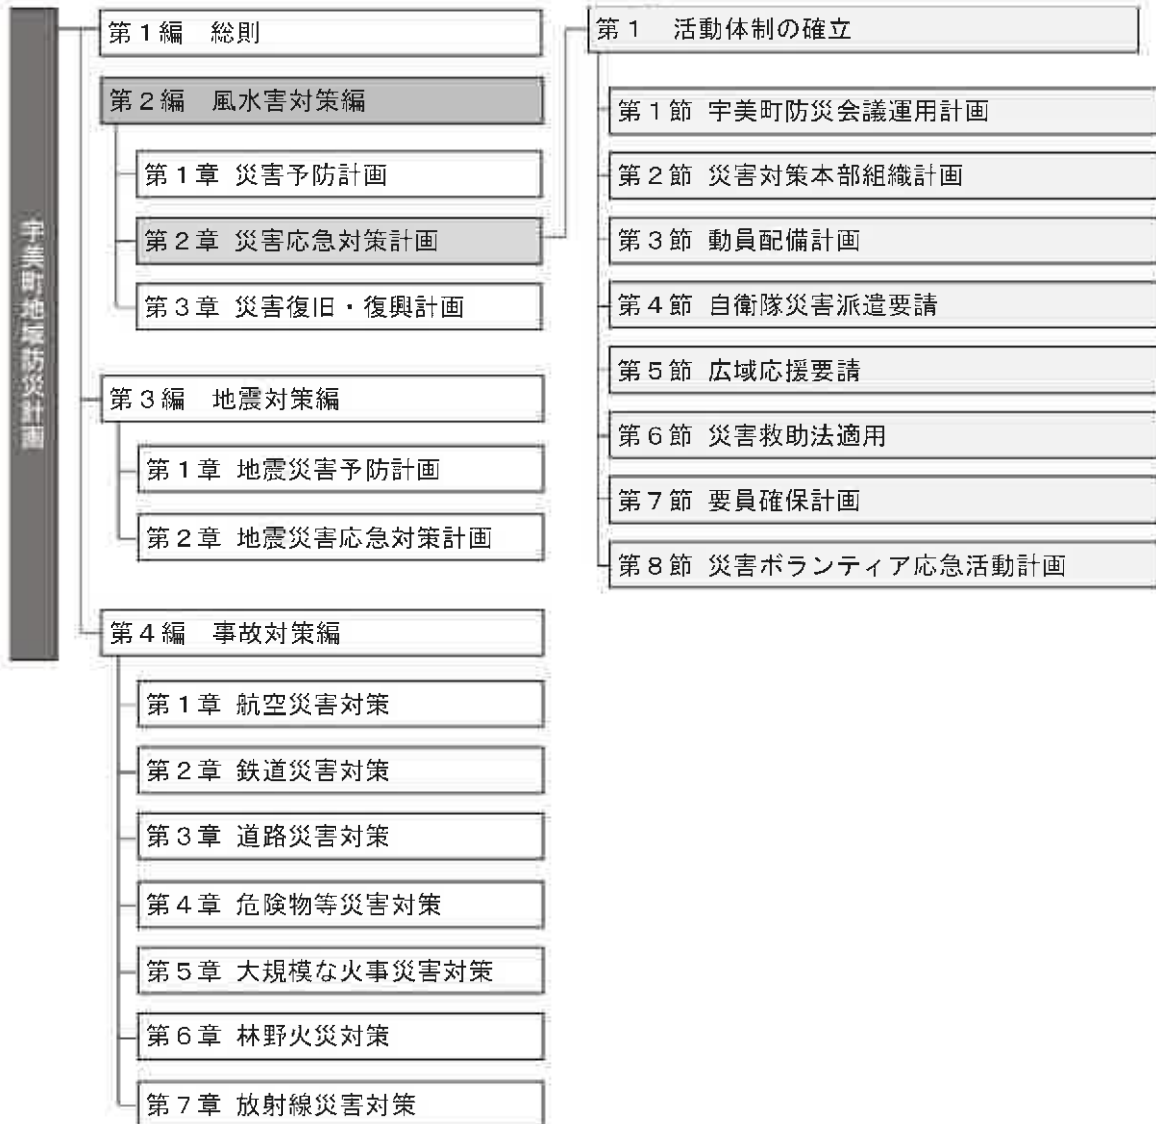 宇美町地域防災計画
第1編 総則
第2編 風水害対策編
第1章 災害予防計画
第2章 災害応急対策計画
第3章 災害復旧・復興計画
第3編 地震対策編
第1章 地震災害予防計画
第2章 地震災害応急対策計画
第4編 事故対策編
第1章 航空災害対策
第2章 鉄道災害対策
第3章 道路災害対策
第4章 危険物等災害対策
第5章 大規模な火事災害対策
第6章 林野火災対策
第7章 放射線災害対策
第1 活動体制の確立
第1節 宇美町防災会議運用計画
第2節 災害対策本部組織計画
第3節 動員配備計画
第4節 自衛隊災害派遣要請
第5節 広域応援要請
第6節 災害救助法適用
第7節 要員確保計画
第8節 災害ボランティア応急活動計画